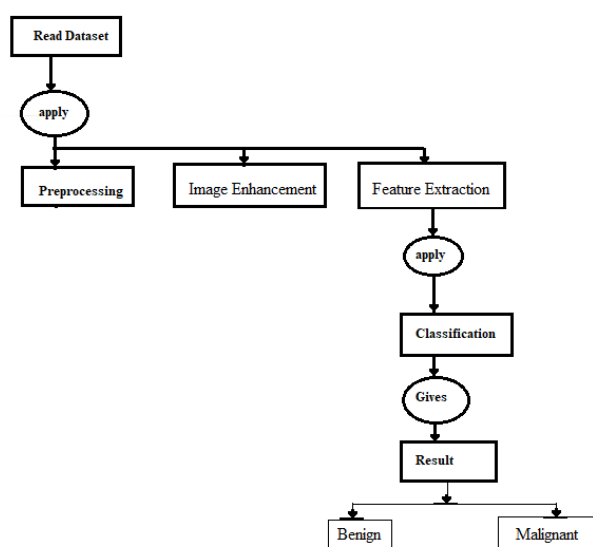 Read Dataset
apply
Preprocessing
Image Enhancement
Feature Extraction
apply
Classification
Gives
Result
Benign
Malignant